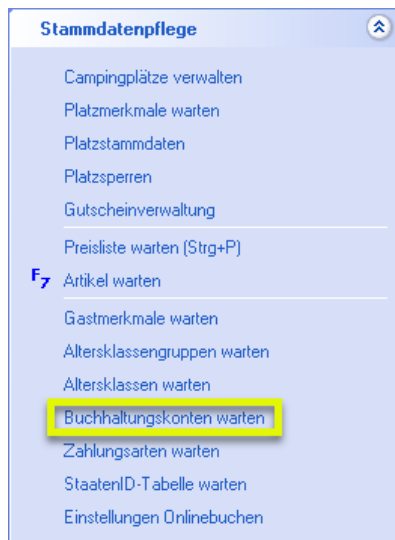 Stammdatenpflege
Campingplätze verwalten
Platzmerkmale warten
Platzstammdaten
Platzsperren
Gutscheinverwaltung
Preisliste warten (Strg+P)
F7 Artikel warten
Gastmerkmale warten
Altersklassengruppen warten
Altersklassen warten
Buchhaltungskonten warten
Zahlungsarten warten
StaatenID-Tabelle warten
Einstellungen Onlinebuchen